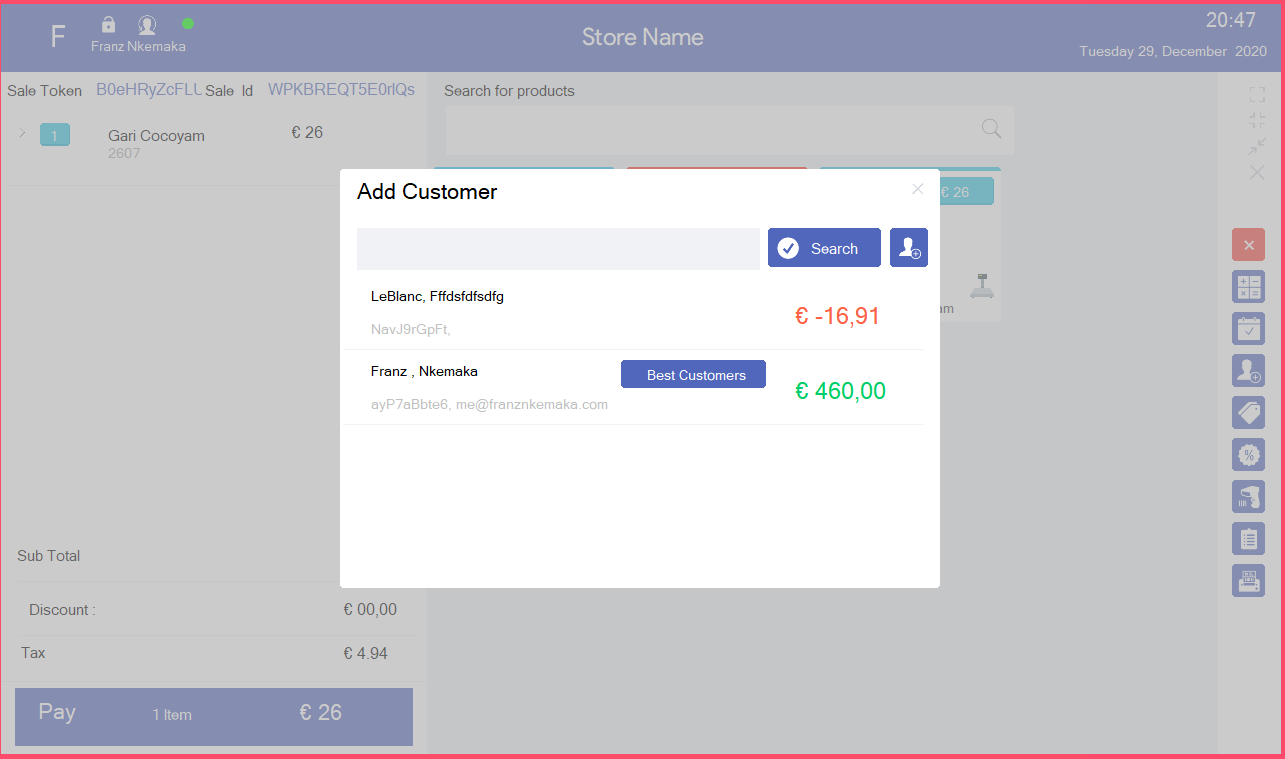 F
Franz Nkemaka
Store Name
20:47
Tuesday 29, December 2020
Sale Token B0eHRyZcFLU Sale Id WPKBREQT5E0rlQs
Search for products
1
Gari Cocoyam
€ 26
2607
€ 26
am
Add Customer
Search
LeBlanc, Fffdsfdfsdfg
€ -16,91
NavJ9rGpFt,
Franz , Nkemaka
Best Customers
€ 460,00
ayP7aBbte6, me@franznkemaka.com
Sub Total
Discount : € 00,00
Tax € 4.94
Pay 1 Item € 26